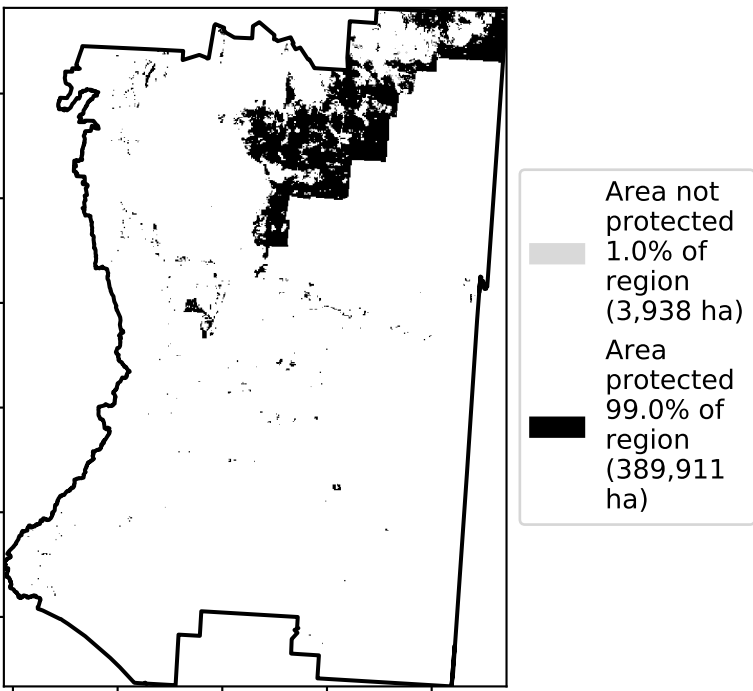 Area not
protected
1.0% of
region
(3,938 ha)
Area
protected
99.0% of
region
(389,911
ha)